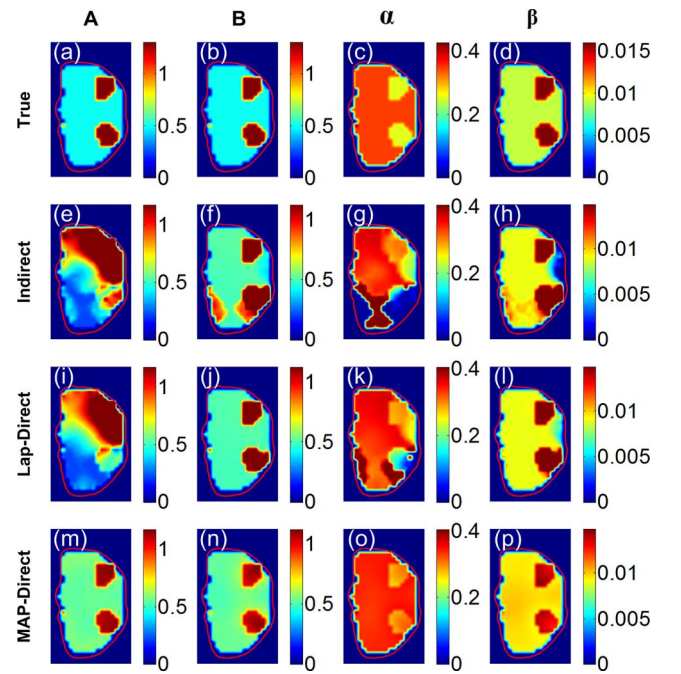 A B α β
True
(a) 1 0.5 0
(b) 1 0.5 0
(c) 0.4 0.2 0
(d) 0.015 0.01 0.005 0
Indirect
(e) 1 0.5 0
(f) 1 0.5 0
(g) 0.4 0.2 0
(h) 0.01 0.005 0
Lap-Direct
(i) 1 0.5 0
(j) 1 0.5 0
(k) 0.4 0.2 0
(l) 0.01 0.005 0
MAP-Direct
(m) 1 0.5 0
(n) 1 0.5 0
(o) 0.4 0.2 0
(p) 0.01 0.005 0